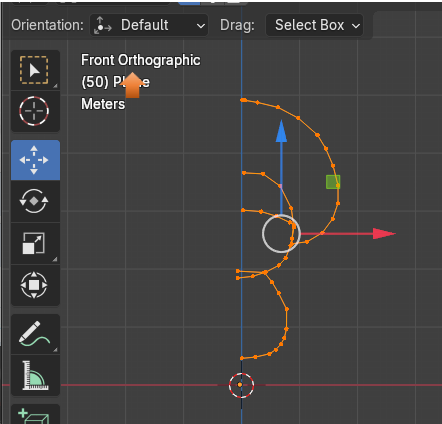 Orientation: Default Drag: Select Box
Front Orthographic
(50)
Meters